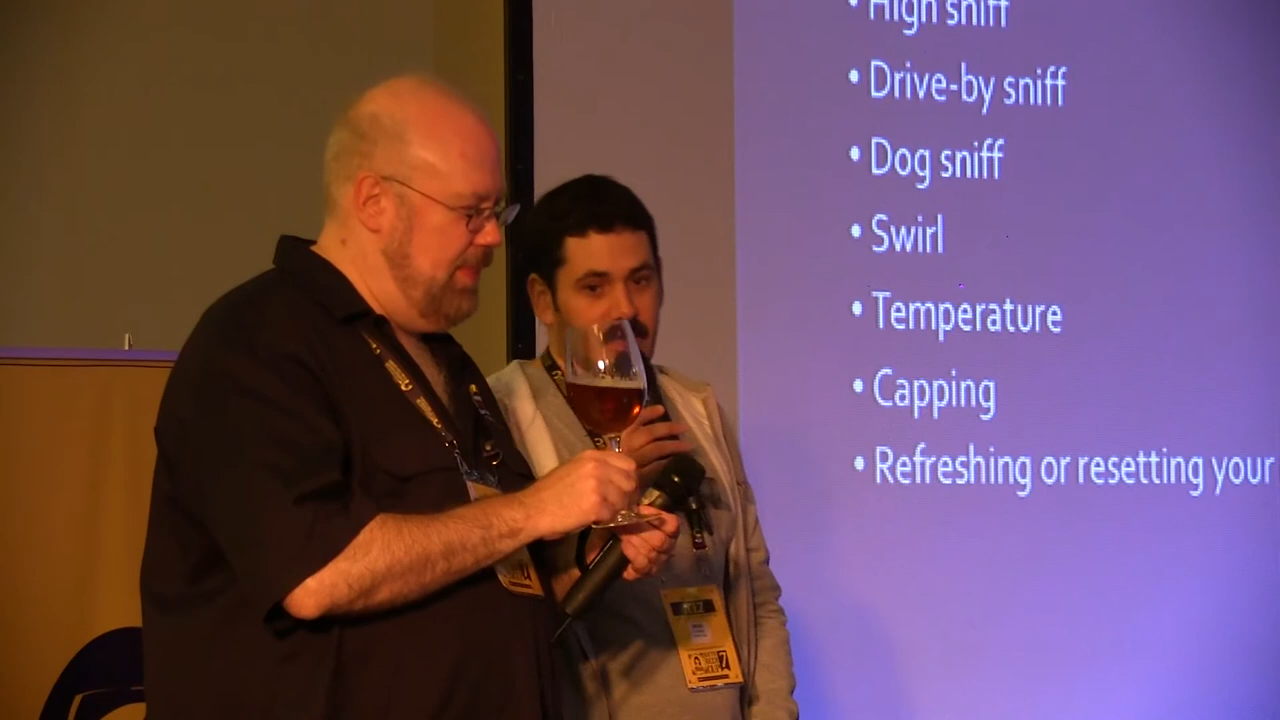 • High sniff
• Drive-by sniff
• Dog sniff
• Swirl
• Temperature
• Capping
• Refreshing or resetting your